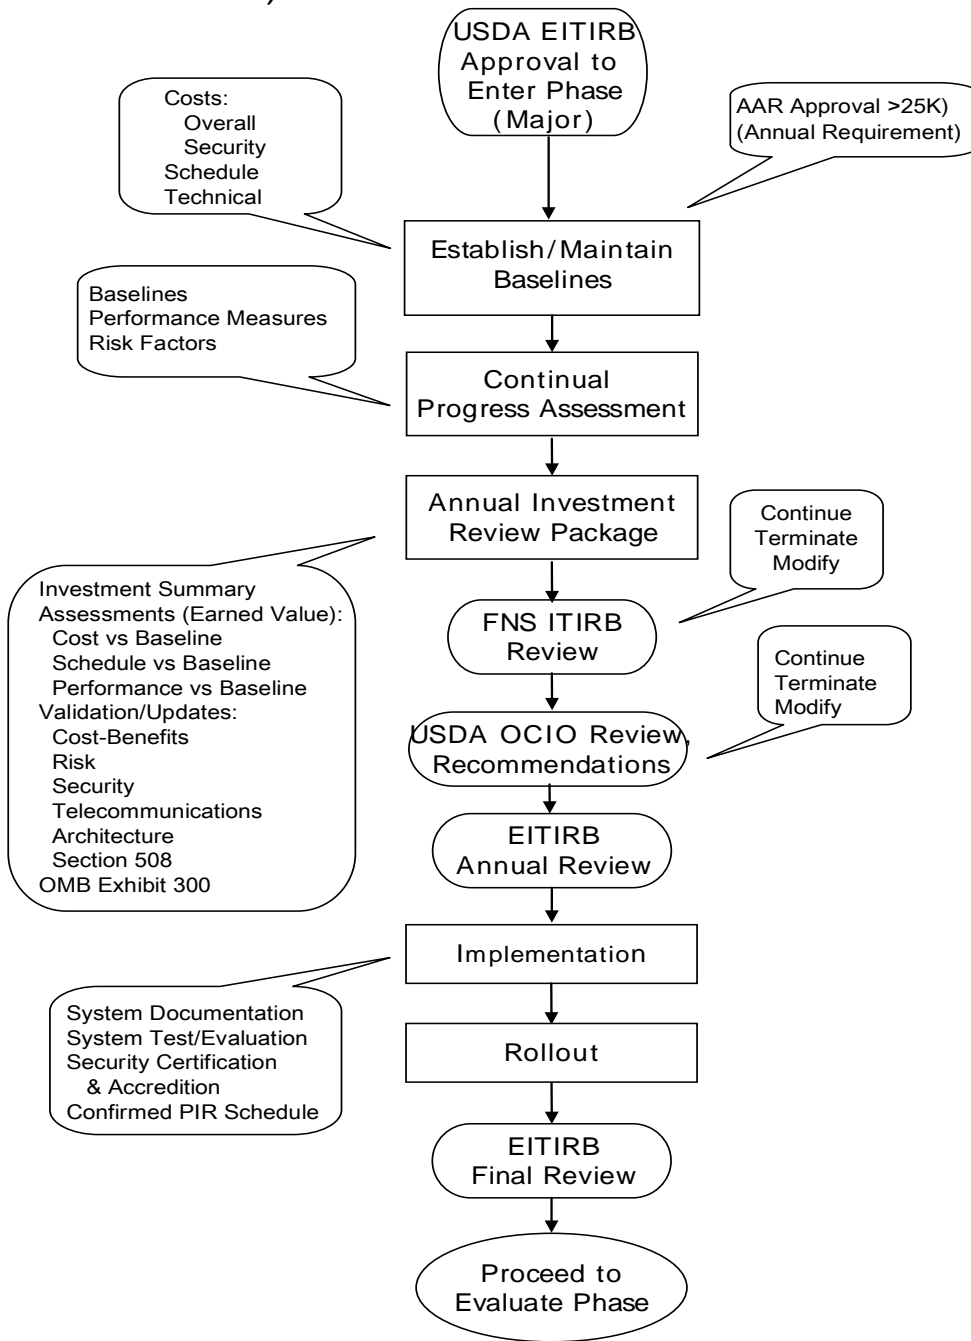 )
USDA EITIRB
Approval to
Enter Phase
(Major)
Costs:
Overall
Security
Schedule
Technical
AAR Approval >25K)
(Annual Requirement)
Establish/Maintain
Baselines
Baselines
Performance Measures
Risk Factors
Continual
Progress Assessment
Annual Investment
Review Package
Continue
Terminate
Modify
Investment Summary
Assessments (Earned Value):
Cost vs Baseline
Schedule vs Baseline
Performance vs Baseline
Validation/Updates:
Cost-Benefits
Risk
Security
Telecommunications
Architecture
Section 508
OMB Exhibit 300
FNS ITIRB
Review
Continue
Terminate
Modify
USDA OCIO Review,
Recommendations
EITIRB
Annual Review
Implementation
System Documentation
System Test/Evaluation
Security Certification
& Accredition
Confirmed PIR Schedule
Rollout
EITIRB
Final Review
Proceed to
Evaluate Phase